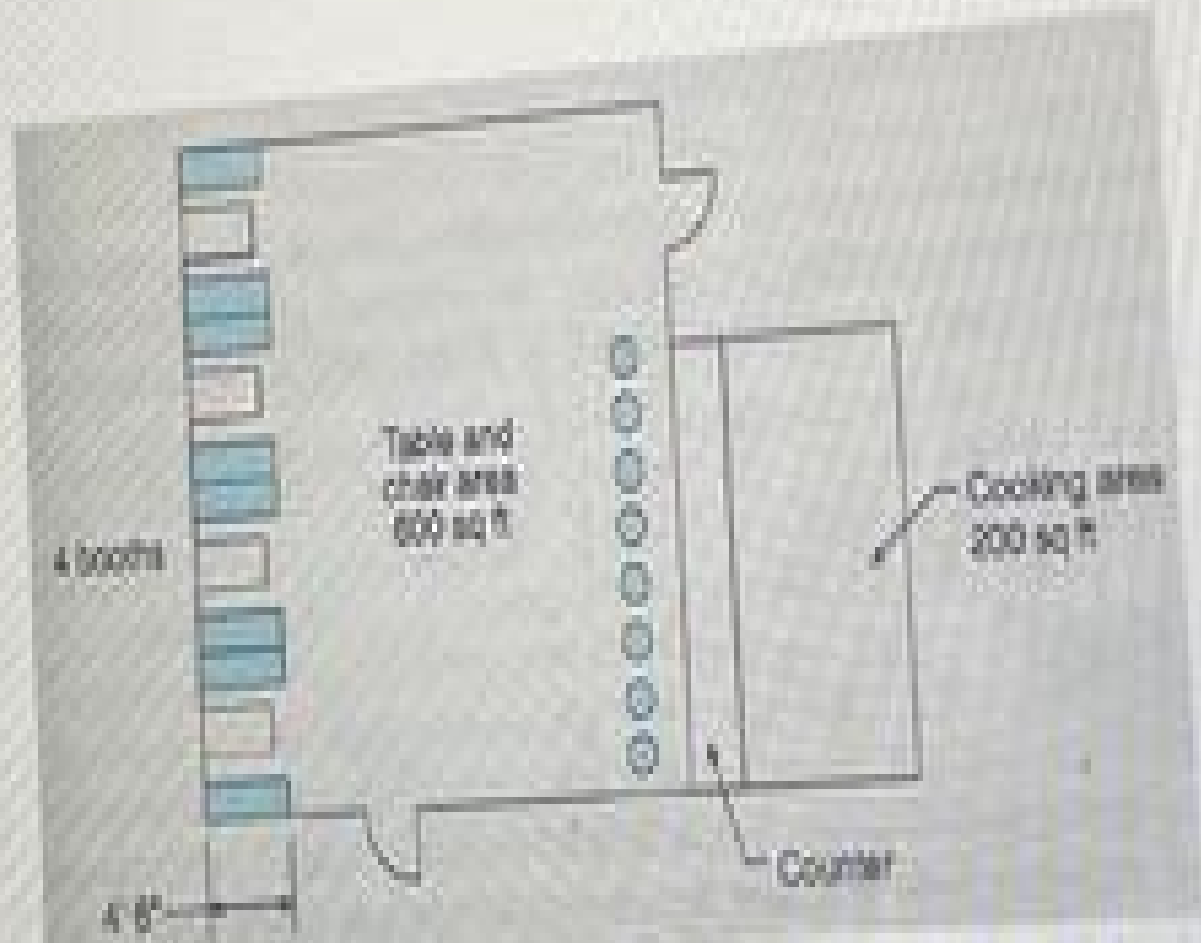 Table and
chair area
600 sq ft
Cooking area
200 sq ft
4 booths
Counter
4'6"